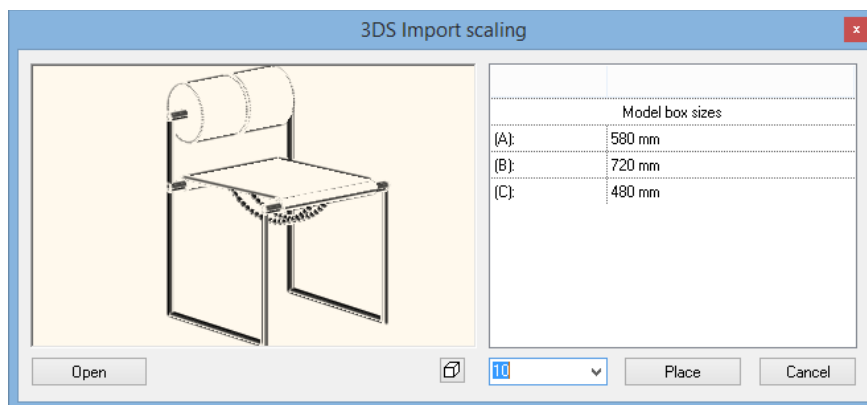 3DS Import scaling
x
Model box sizes
(A): 580 mm
(B): 720 mm
(C): 480 mm
Open
10
Place
Cancel